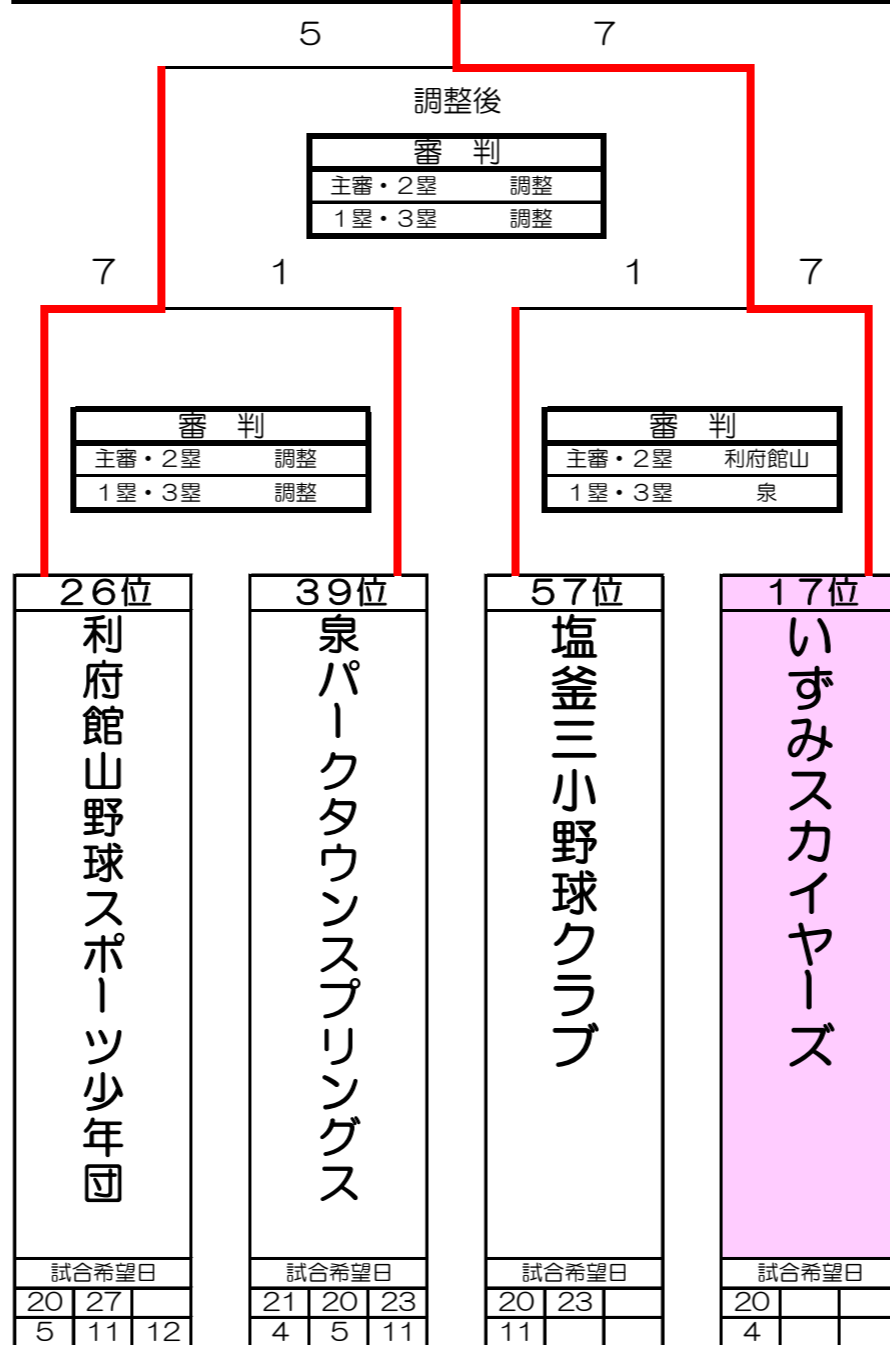 ５ ７
調整後
審 判
主審・２塁 調整
１塁・３塁 調整
７ １ １ ７
審 判
主審・２塁 調整
１塁・３塁 調整
審 判
主審・２塁 利府館山
１塁・３塁 泉
２６位
利府館山野球スポーツ少年団
試合希望日
20 27
5 11 12
３９位
泉パークタウンスプリングス
試合希望日
21 20 23
4 5 11
５７位
塩釜三小野球クラブ
試合希望日
20 23
11
１７位
いずみスカイヤーズ
試合希望日
20
4